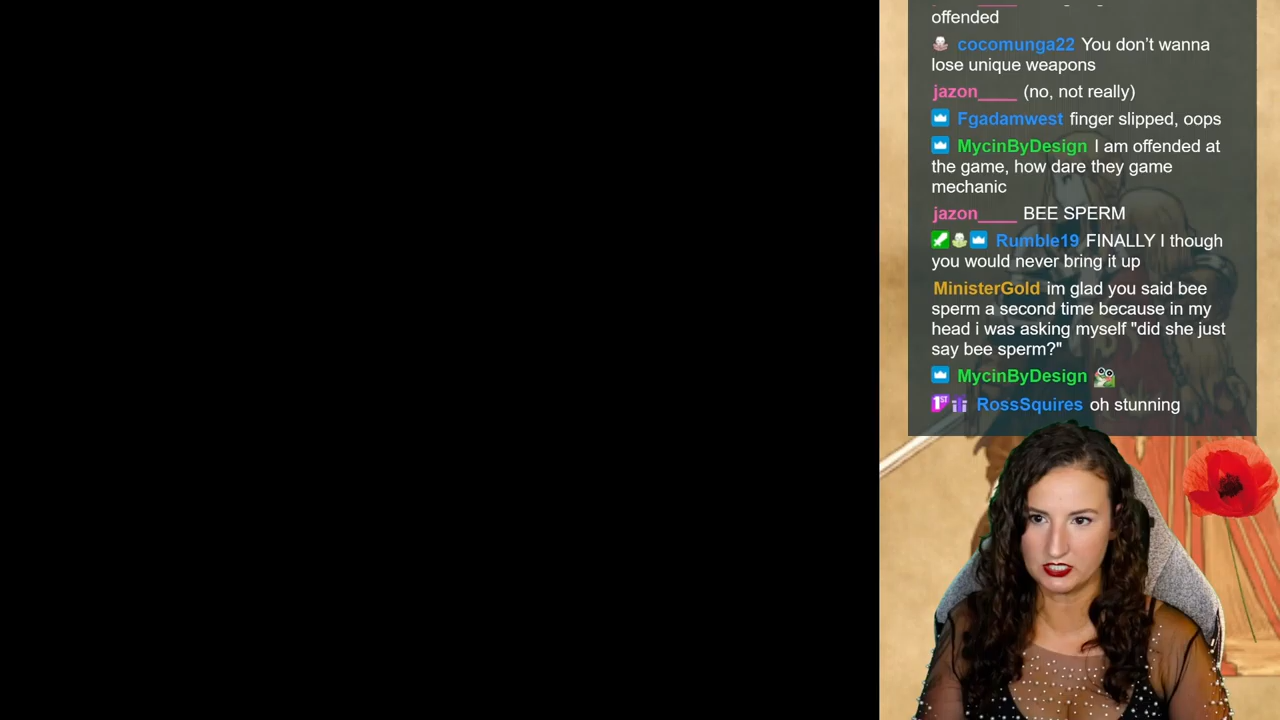 offended
cocomunga22 You don’t wanna
lose unique weapons
jazon____ (no, not really)
Fgadamwest finger slipped, oops
MycinByDesign I am offended at
the game, how dare they game
mechanic
jazon____ BEE SPERM
Rumble19 FINALLY I though
you would never bring it up
MinisterGold im glad you said bee
sperm a second time because in my
head i was asking myself "did she just
say bee sperm?"
MycinByDesign
1ST RossSquires oh stunning